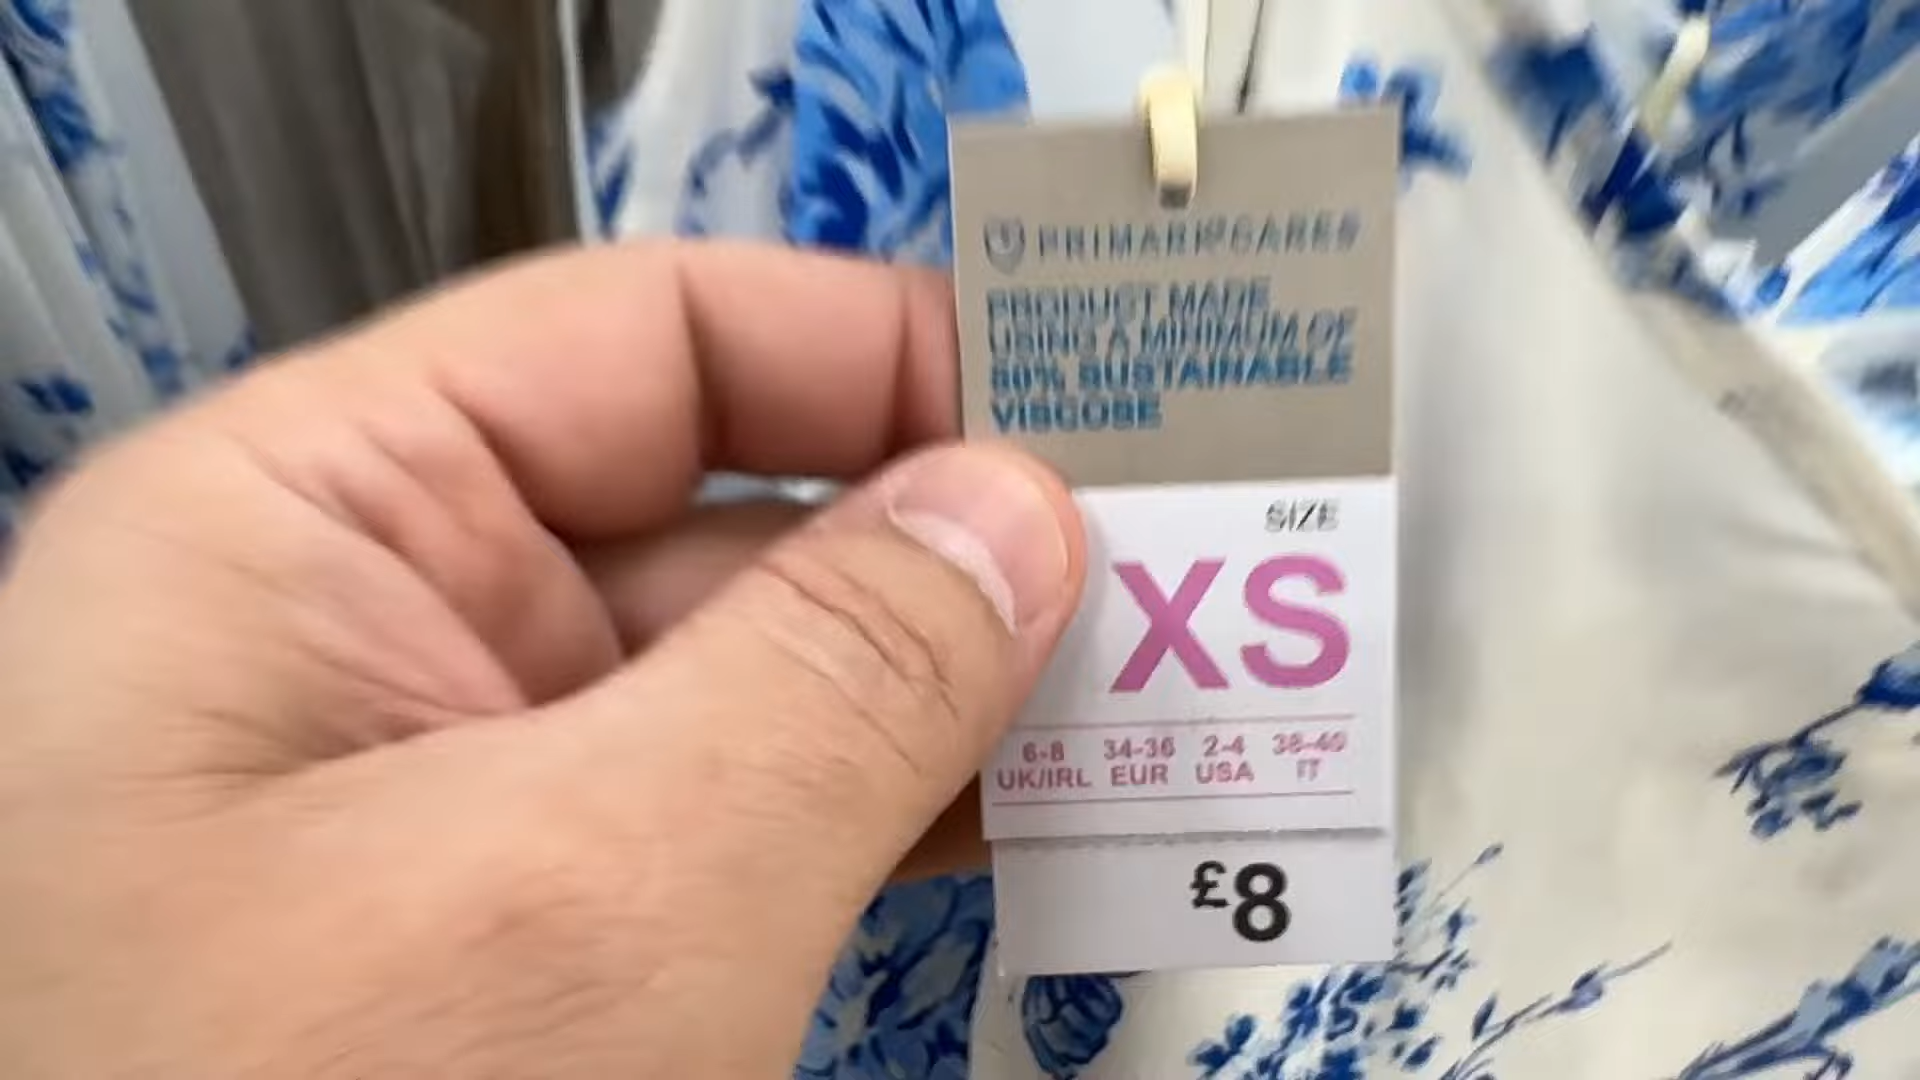 PRIMARK CARES
PRODUCT MADE
USING A MINIMUM OF
50% SUSTAINABLE
VISCOSE
SIZE
XS
6-8 34-36 2-4 38-40
UK/IRL EUR USA IT
£8